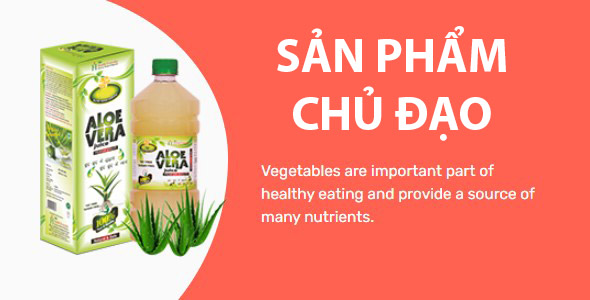 SẢN PHẨM
CHỦ ĐẠO
Vegetables are important part of
healthy eating and provide a source of
many nutrients.
ALOE
VERA
ALOE
VERA